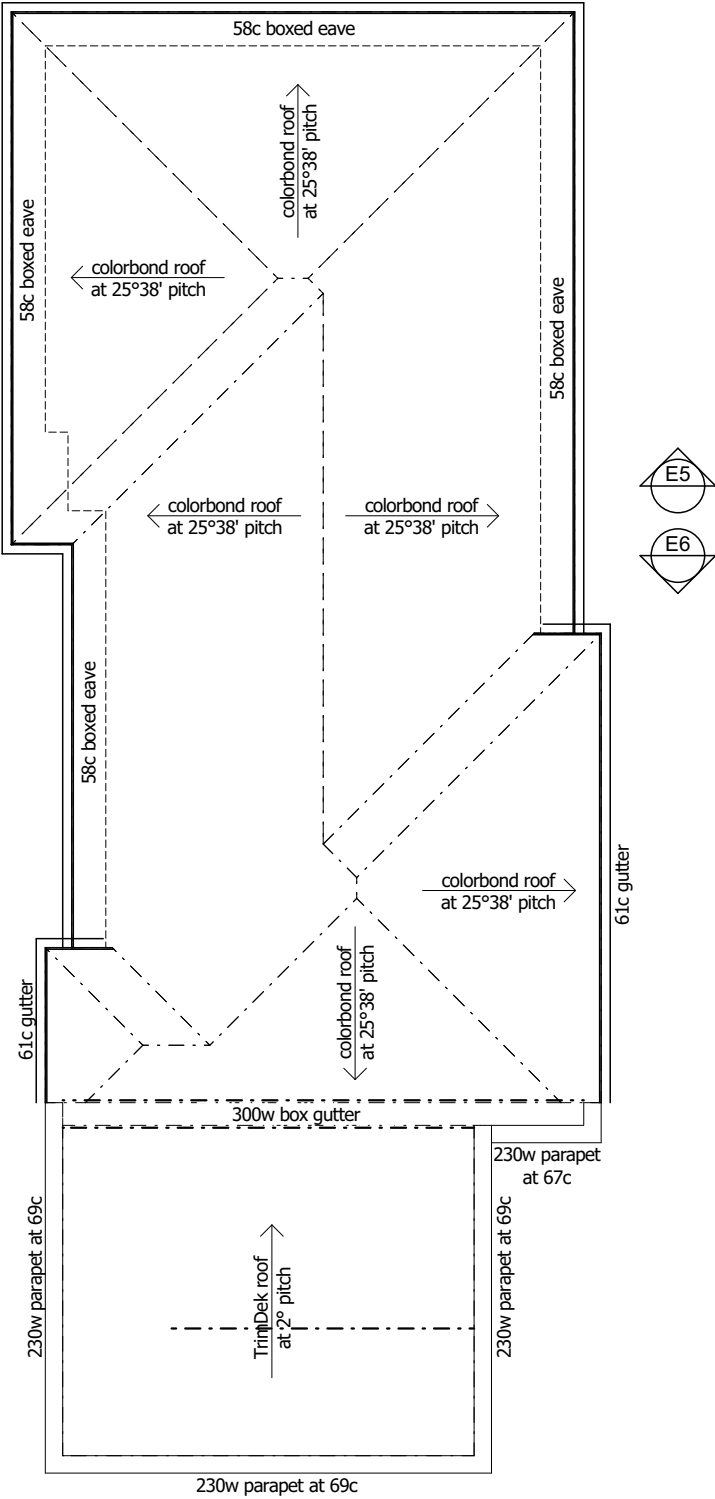 58c boxed eave
colorbond roof
at 25°38' pitch
58c boxed eave
colorbond roof
at 25°38' pitch
58c boxed eave
E5
colorbond roof
at 25°38' pitch
colorbond roof
at 25°38' pitch
E6
58c boxed eave
colorbond roof
at 25°38' pitch
61c gutter
61c gutter
colorbond roof
at 25°38' pitch
300w box gutter
230w parapet
at 67c
230w parapet at 69c
TrimDek roof
at 2° pitch
230w parapet at 69c
230w parapet at 69c